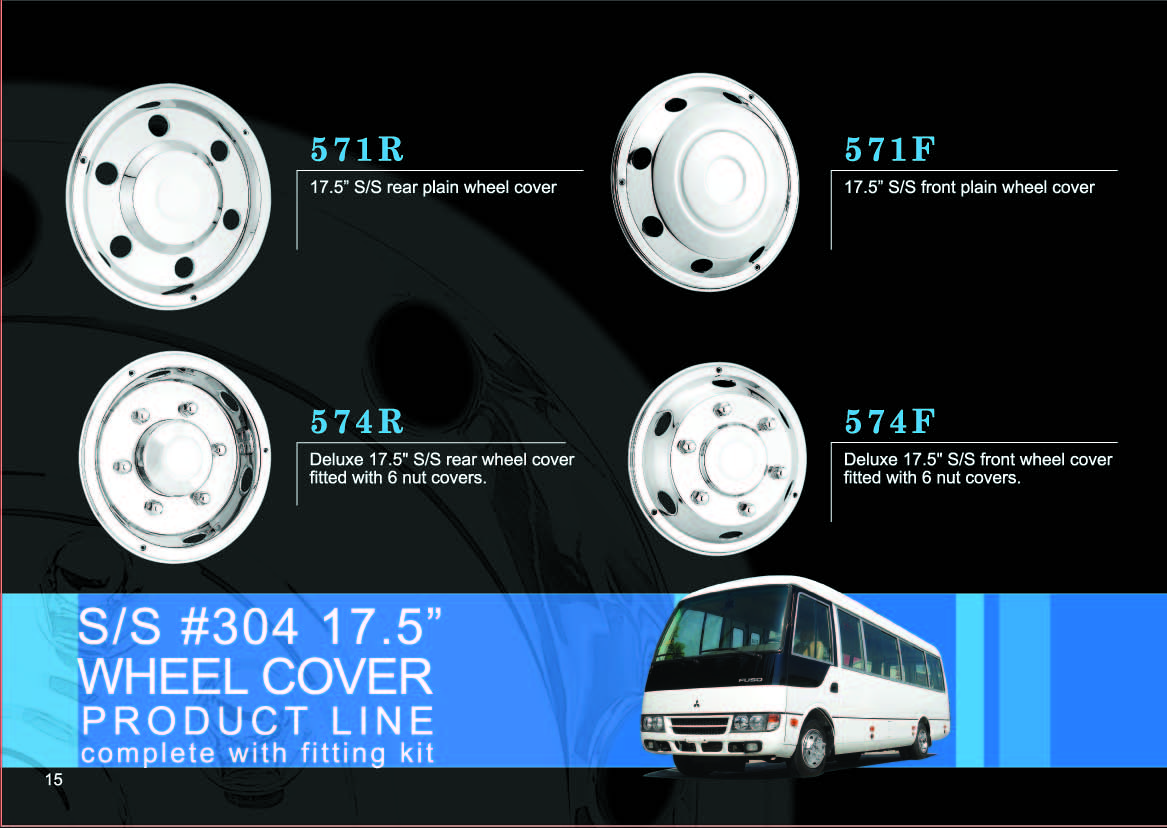 571R
17.5” S/S rear plain wheel cover
571F
17.5” S/S front plain wheel cover
574R
Deluxe 17.5" S/S rear wheel cover
fitted with 6 nut covers.
574F
Deluxe 17.5" S/S front wheel cover
fitted with 6 nut covers.
S/S #304 17.5”
WHEEL COVER
PRODUCT LINE
complete with fitting kit
FUSO
15